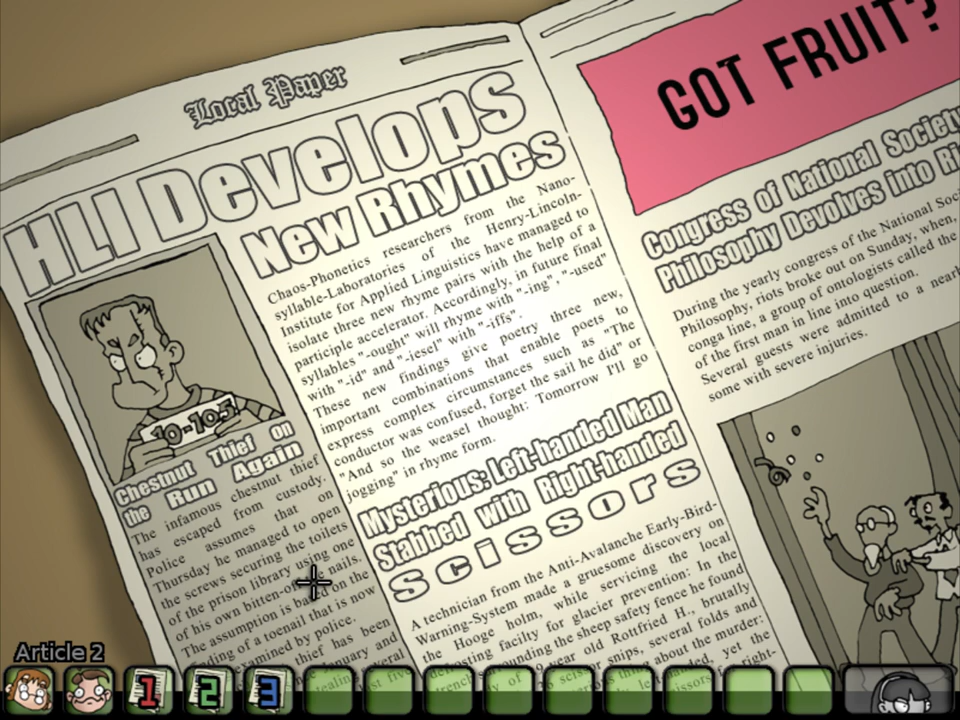 Local Paper
HLI Develops
New Rhymes
Chaos-Phonetics researchers from the Nano-
syllable-Laboratories of the Henry-Lincoln-
Institute for Applied Linguistics have managed to
isolate three new rhyme pairs with the help of a
participle accelerator. Accordingly, in future final
syllables "-ought" will rhyme with "-ing", "-used"
with "-id" and "-iesel" with "-iffs".
These new findings give poetry three new,
important combinations that enable poets to
express complex circumstances such as "The
conductor was confused, forget the sail he did" or
"And so the weasel thought: Tomorrow I'll go
jogging" in rhyme form.
10-105
Chestnut Thief on
the Run Again
The infamous chestnut thief
has escaped from custody.
Police assumes that on
Thursday he managed to open
the screws securing the toilets
of the prison library using one
of his own bitten-off nails.
The assumption is based on the
of a toenail that is now
examined by police.
thief has been
January and
several
last five
Mysterious: Left-handed Man
Stabbed with Right-handed
Scissors
A technician from the Anti-Avalanche Early-Bird-
Warning-System made a gruesome discovery on
the Hooge holm, while servicing the local
facility for glacier prevention: In the
the sheep safety fence he found
year old Rottfried H., brutally
snips, several folds and
about the murder:
yet the
right-
GOT FRUIT?
Congress of National Society
Philosophy Devolves into Ri
During the yearly congress of the National Soc
Philosophy, riots broke out on Sunday, when,
conga line, a group of ontologists called the
of the first man in line into question.
Several guests were admitted to a near
some with severe injuries.
Article 2
1
2
3